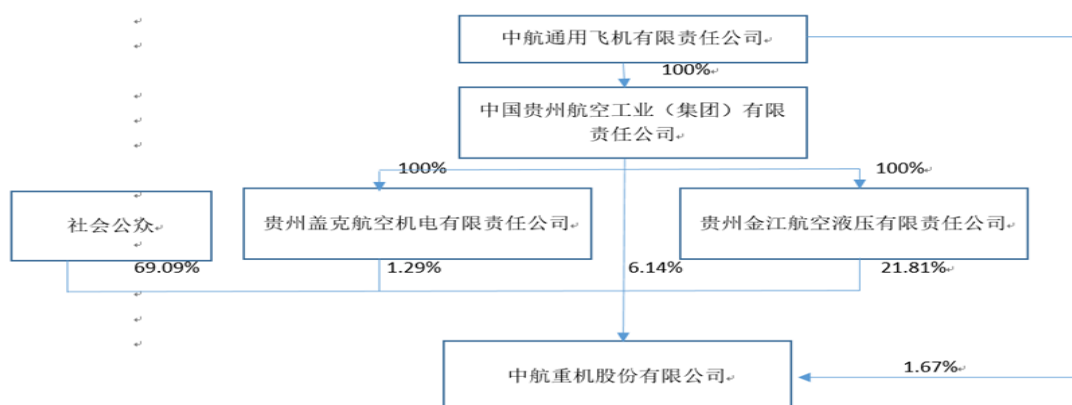 中航通用飞机有限责任公司
100%
中国贵州航空工业（集团）有限
责任公司
100%
100%
社会公众
贵州盖克航空机电有限责任公司
贵州金江航空液压有限责任公司
69.09%
1.29%
6.14%
21.81%
中航重机股份有限公司
1.67%